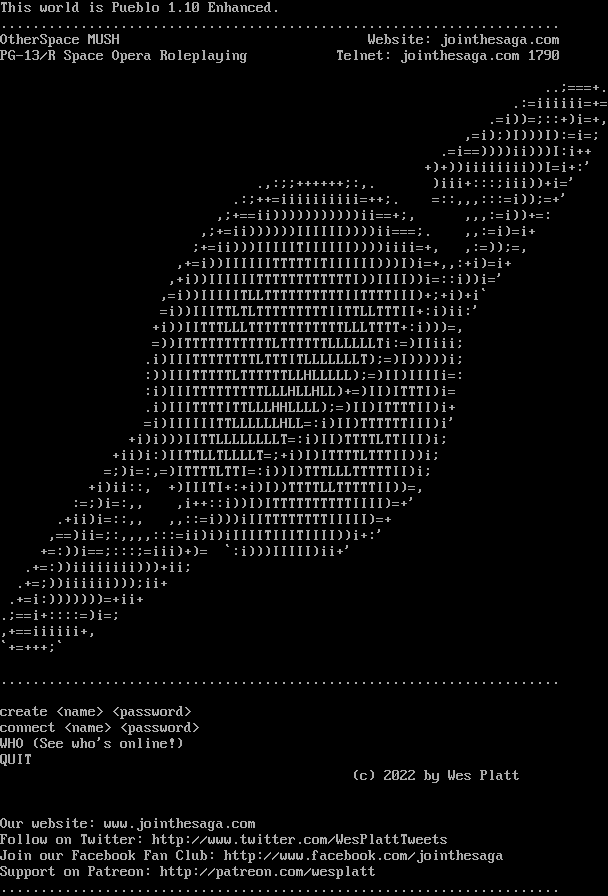 This world is Pueblo 1.10 Enhanced.
OtherSpace MUSH Website: jointhesaga.com
PG-13/R Space Opera Roleplaying Telnet: jointhesaga.com 1790
create <name> <password>
connect <name> <password>
WHO (See who's online!)
QUIT
(c) 2022 by Wes Platt
Our website: www.jointhesaga.com
Follow on Twitter: http://www.twitter.com/WesPlattTweets
Join our Facebook Fan Club: http://www.facebook.com/jointhesaga
Support on Patreon: http://patreon.com/wesplatt